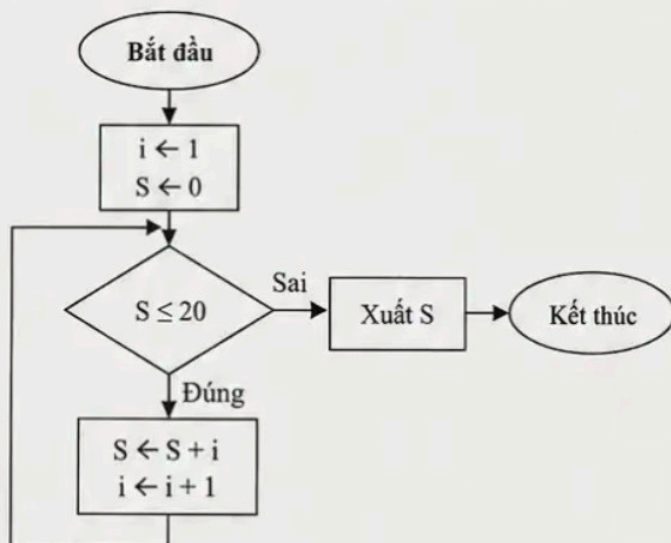 Bắt đầu
i ← 1
S ← 0
S ≤ 20
Sai
Xuất S
Kết thúc
Đúng
S ← S + i
i ← i + 1